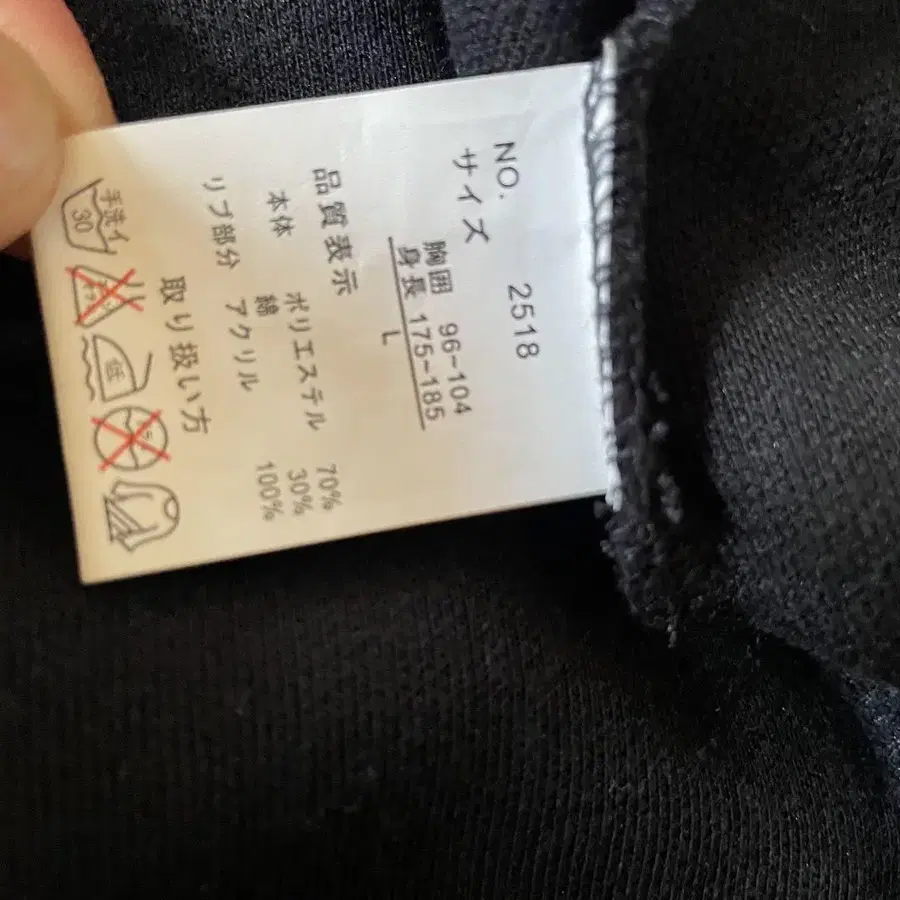 NO. 2518
サイズ
胸囲 96~104
身長 175~185
L
品質表示
本体 ポリエステル 70%
綿 30%
リブ部分 アクリル 100%
取り扱い方
手洗イ
30
低